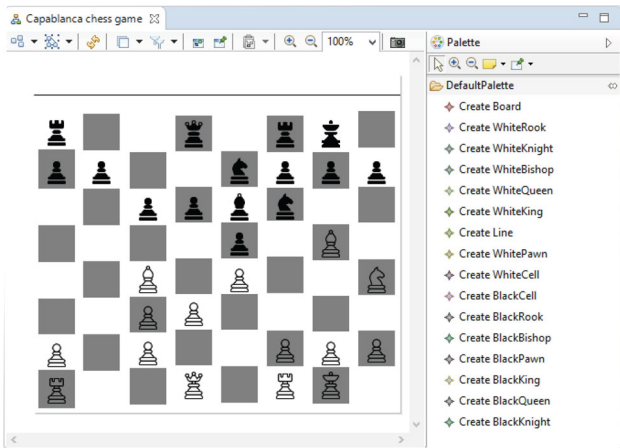 Capablanca chess game
100%
Palette
DefaultPalette
Create Board
Create WhiteRook
Create WhiteKnight
Create WhiteBishop
Create WhiteQueen
Create WhiteKing
Create Line
Create WhitePawn
Create WhiteCell
Create BlackCell
Create BlackRook
Create BlackBishop
Create BlackPawn
Create BlackKing
Create BlackQueen
Create BlackKnight